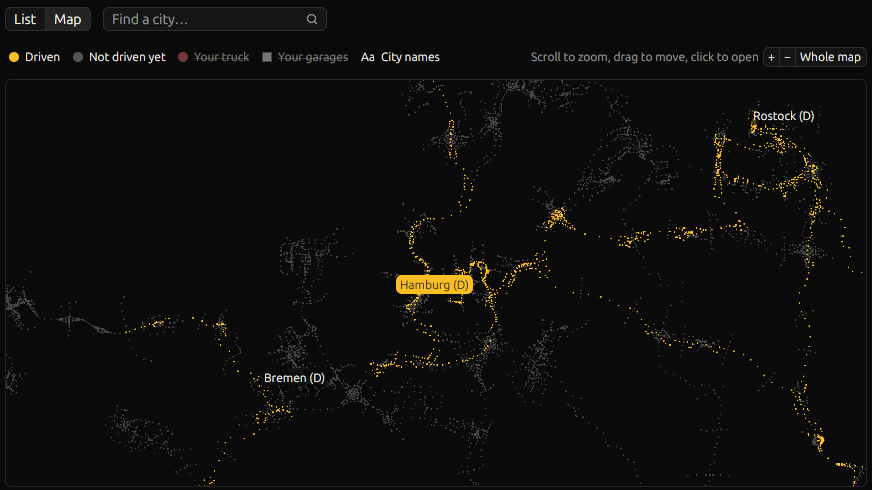 List Map Find a city…
Driven Not driven yet Your truck Your garages Aa City names Scroll to zoom, drag to move, click to open + − Whole map
Rostock (D)
Hamburg (D)
Bremen (D)